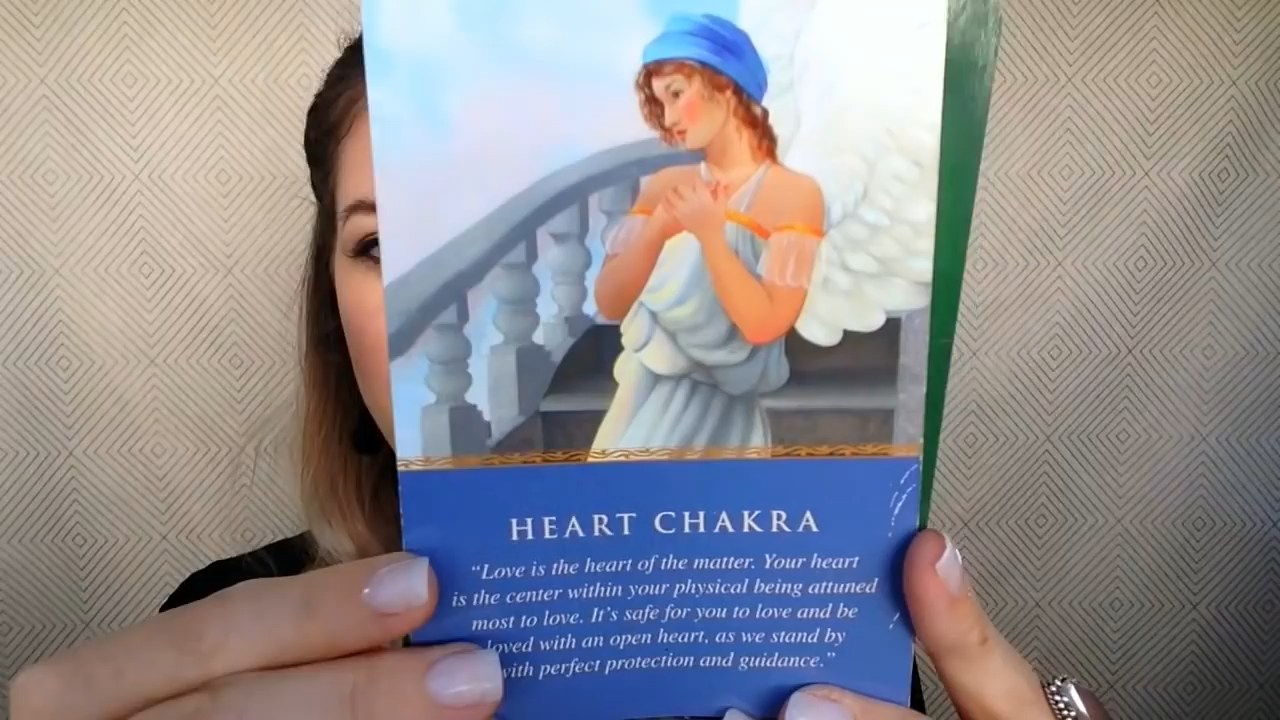 HEART CHAKRA
"Love is the heart of the matter. Your heart
is the center within your physical being attuned
most to love. It's safe for you to love and be
loved with an open heart, as we stand by
with perfect protection and guidance."